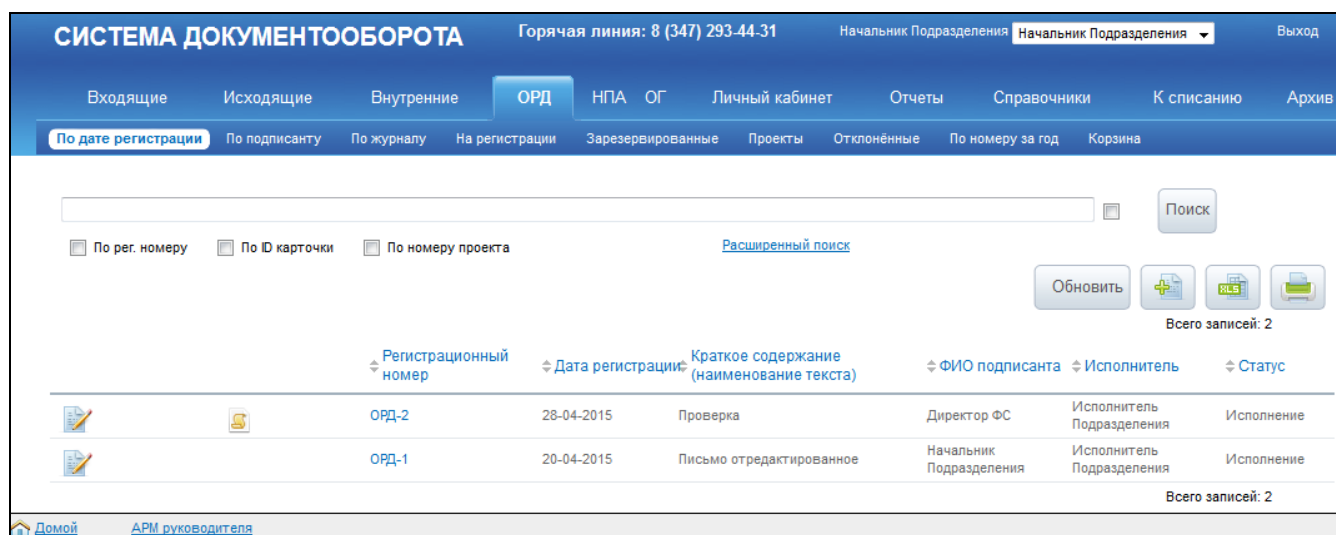 СИСТЕМА ДОКУМЕНТООБОРОТА Горячая линия: 8 (347) 293-44-31 Начальник Подразделения Начальник Подразделения Выход
Входящие Исходящие Внутренние ОРД НПА ОГ Личный кабинет Отчеты Справочники К списанию Архив
По дате регистрации По подписанту По журналу На регистрации Зарезервированные Проекты Отклонённые По номеру за год Корзина
Поиск
По рег. номеру По ID карточки По номеру проекта Расширенный поиск
Обновить XLS
Всего записей: 2
Регистрационный номер Дата регистрации Краткое содержание (наименование текста) ФИО подписанта Исполнитель Статус
ОРД-2 28-04-2015 Проверка Директор ФС Исполнитель Подразделения Исполнение
ОРД-1 20-04-2015 Письмо отредактированное Начальник Подразделения Исполнитель Подразделения Исполнение
Всего записей: 2
Домой АРМ руководителя